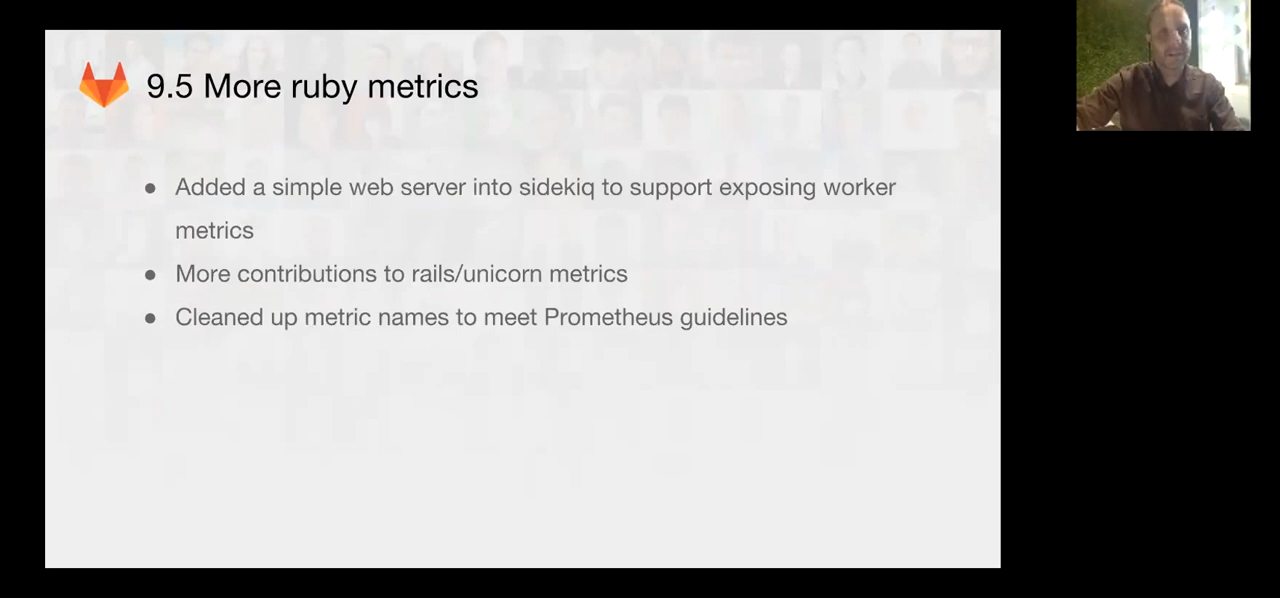 9.5 More ruby metrics
● Added a simple web server into sidekiq to support exposing worker
metrics
● More contributions to rails/unicorn metrics
● Cleaned up metric names to meet Prometheus guidelines